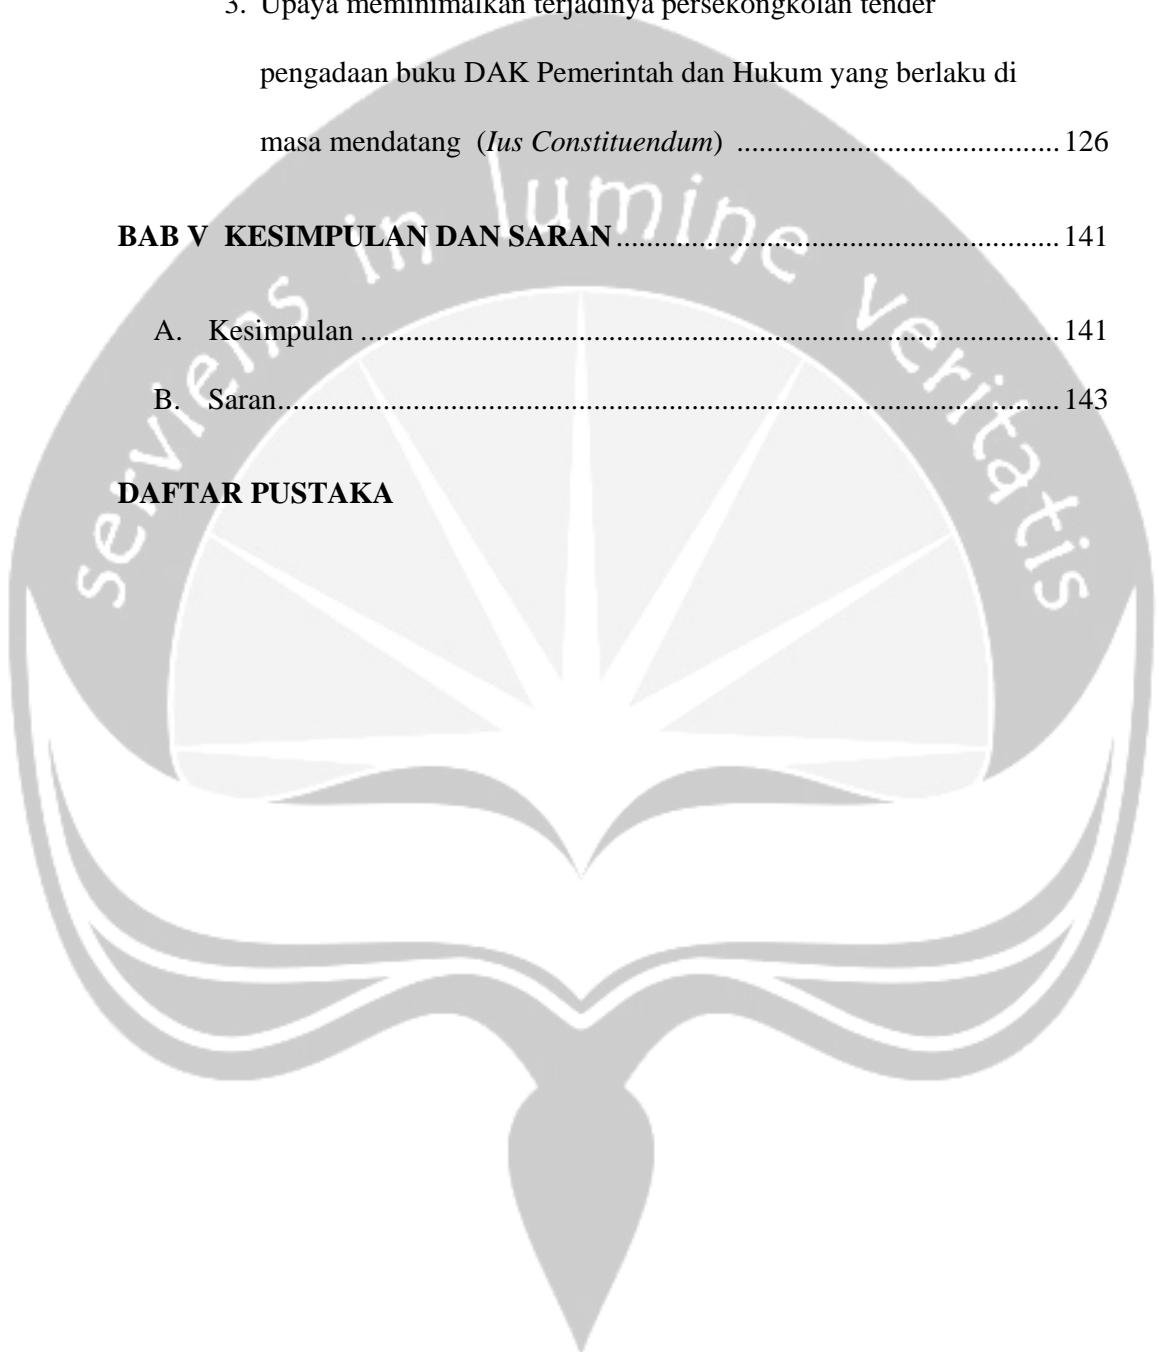 3. Upaya meminimalkan terjadinya persekongkolan tender
pengadaan buku DAK Pemerintah dan Hukum yang berlaku di
masa mendatang (Ius Constituendum) ........................................... 126
BAB V KESIMPULAN DAN SARAN ........................................................... 141
A. Kesimpulan ............................................................................................. 141
B. Saran ........................................................................................................ 143
DAFTAR PUSTAKA
serviens in lumine veritatis